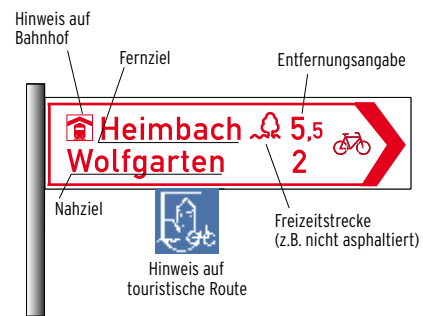 Hinweis auf
Bahnhof
Fernziel
Entfernungsangabe
Heimbach 5,5
Wolfgarten 2
Nahziel
Freizeitstrecke
(z.B. nicht asphaltiert)
Hinweis auf
touristische Route